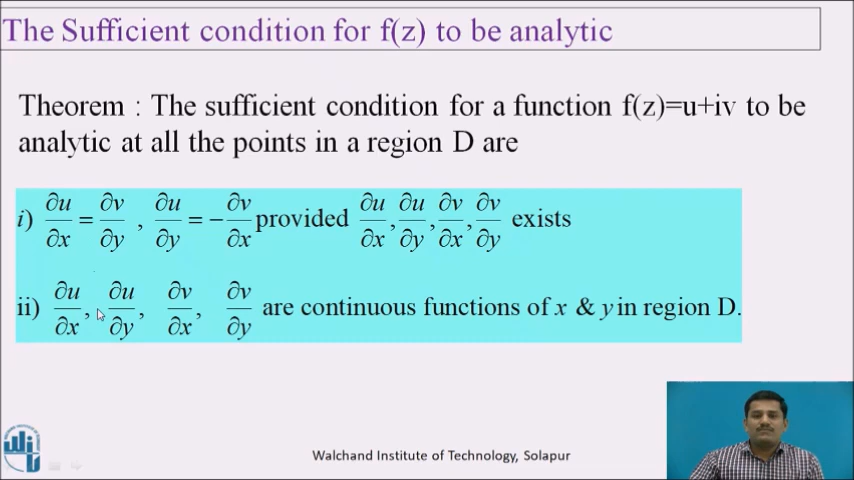 The Sufficient condition for f(z) to be analytic
Theorem : The sufficient condition for a function f(z)=u+iv to be
analytic at all the points in a region D are
i) ∂u/∂x = ∂v/∂y , ∂u/∂y = − ∂v/∂x provided ∂u/∂x, ∂u/∂y, ∂v/∂x, ∂v/∂y exists
ii) ∂u/∂x, ∂u/∂y, ∂v/∂x, ∂v/∂y are continuous functions of x & y in region D.
Walchand Institute of Technology, Solapur